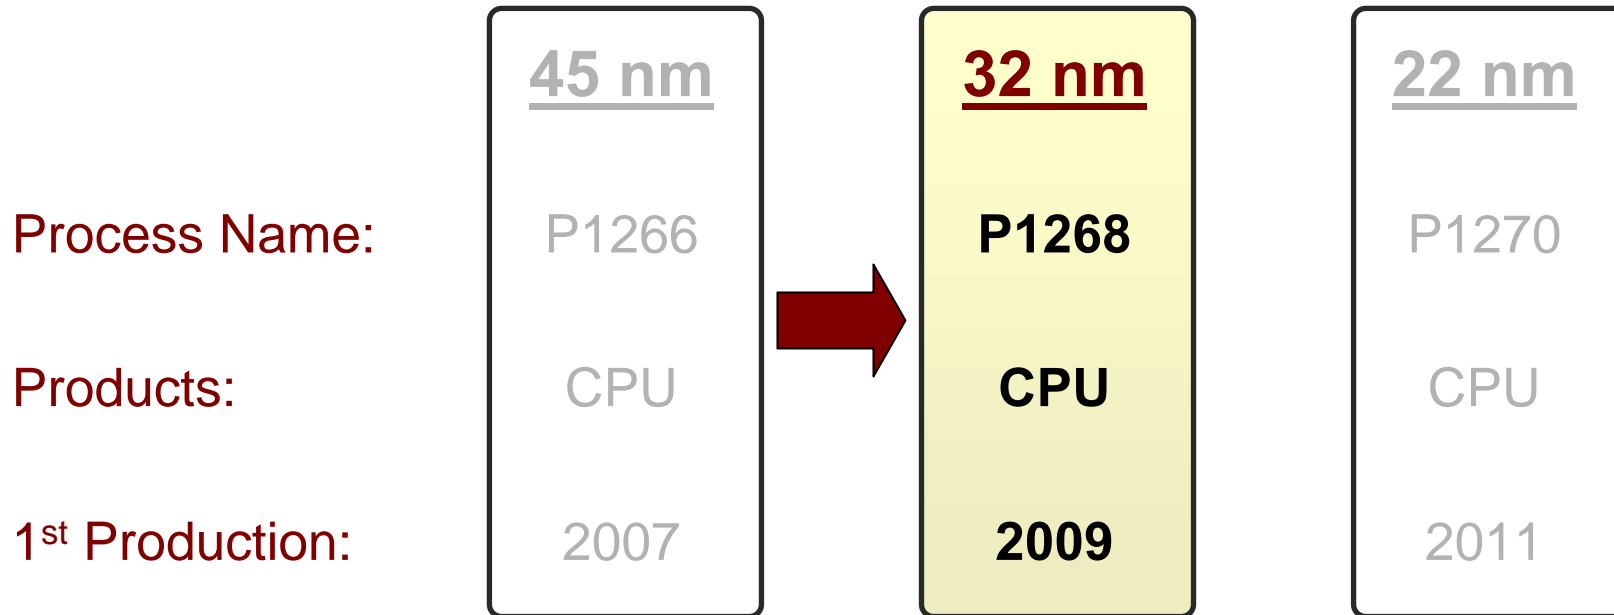 45 nm 32 nm 22 nm
Process Name: P1266 P1268 P1270
Products: CPU CPU CPU
1st Production: 2007 2009 2011